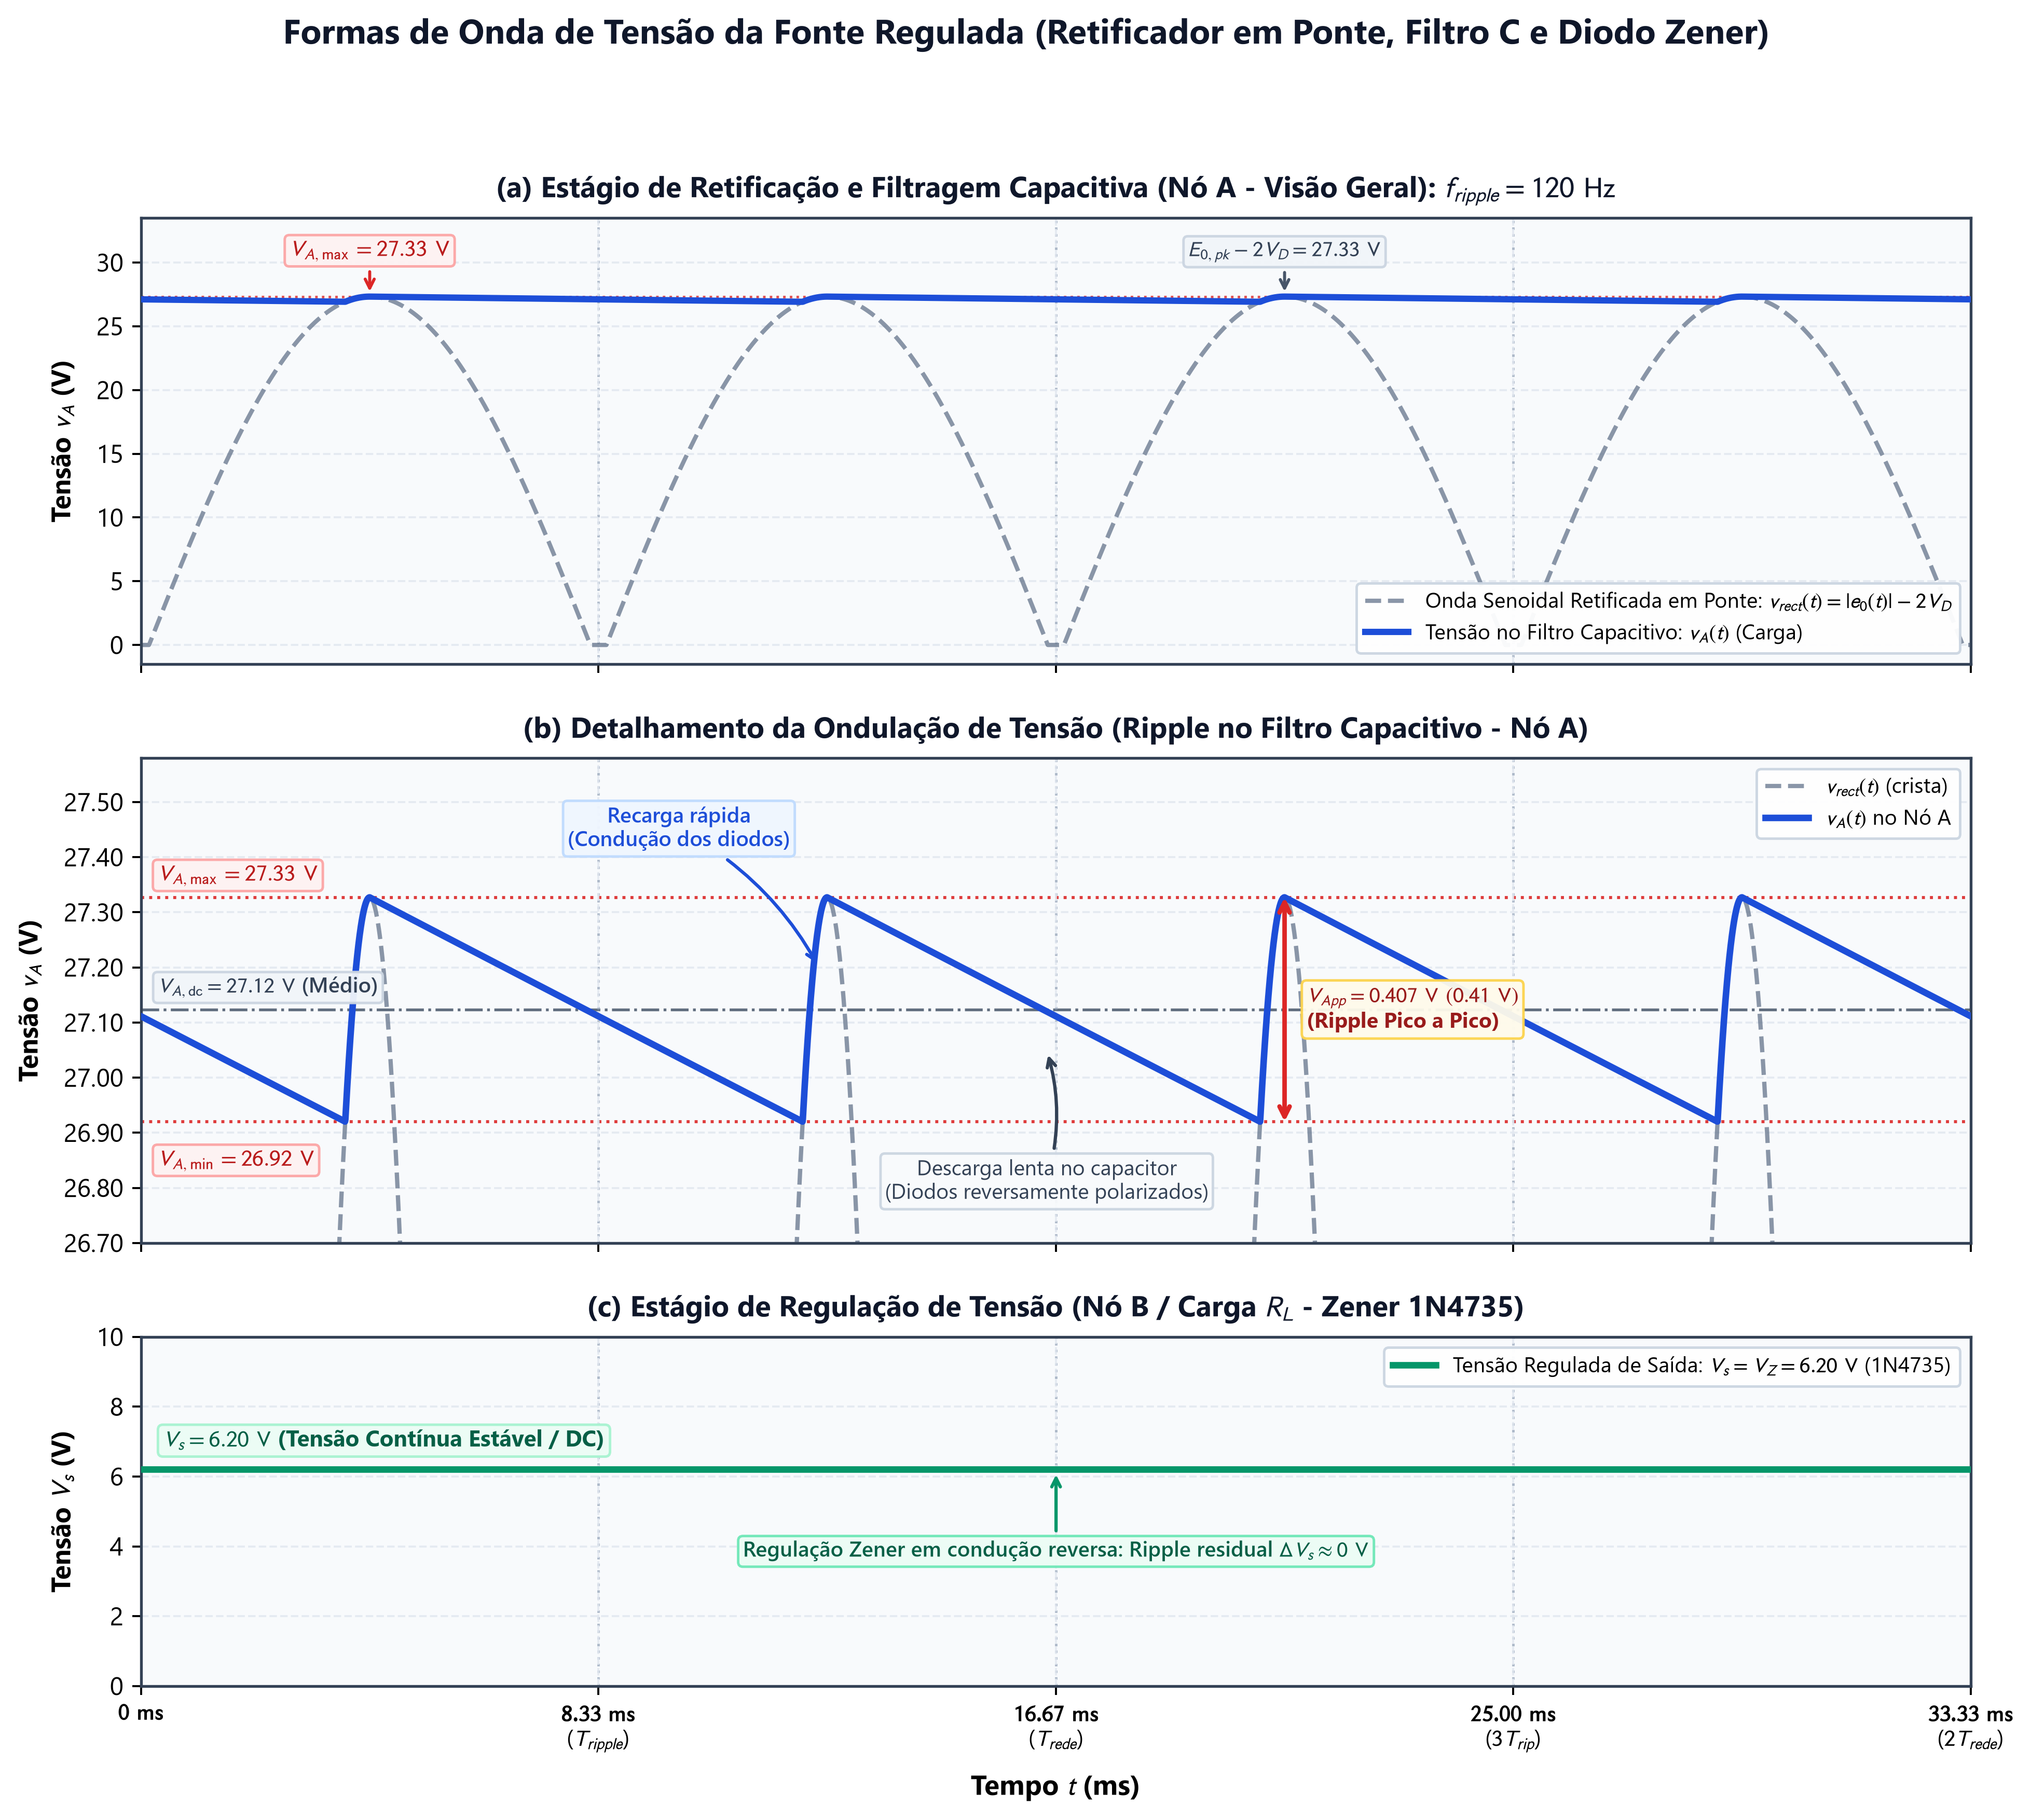 Formas de Onda de Tensão da Fonte Regulada (Retificador em Ponte, Filtro C e Diodo Zener)
(a) Estágio de Retificação e Filtragem Capacitiva (Nó A - Visão Geral): f_ripple = 120 Hz
V_A, max = 27.33 V
E_0, pk − 2V_D = 27.33 V
30
25
20
15
10
5
0
Tensão v_A (V)
Onda Senoidal Retificada em Ponte: v_rect(t) = |e_0(t)| − 2V_D
Tensão no Filtro Capacitivo: v_A(t) (Carga)
(b) Detalhamento da Ondulação de Tensão (Ripple no Filtro Capacitivo - Nó A)
v_rect(t) (crista)
v_A(t) no Nó A
Recarga rápida
(Condução dos diodos)
27.50
27.40
27.30
27.20
27.10
27.00
26.90
26.80
26.70
Tensão v_A (V)
V_A, max = 27.33 V
V_A, dc = 27.12 V (Médio)
V_App = 0.407 V (0.41 V)
(Ripple Pico a Pico)
V_A, min = 26.92 V
Descarga lenta no capacitor
(Diodos reversamente polarizados)
(c) Estágio de Regulação de Tensão (Nó B / Carga R_L - Zener 1N4735)
Tensão Regulada de Saída: V_s = V_Z = 6.20 V (1N4735)
10
8
6
4
2
0
Tensão V_s (V)
V_s = 6.20 V (Tensão Contínua Estável / DC)
Regulação Zener em condução reversa: Ripple residual Δ V_s ≈ 0 V
0 ms
8.33 ms
(T_ripple)
16.67 ms
(T_rede)
25.00 ms
(3T_rip)
33.33 ms
(2T_rede)
Tempo t (ms)